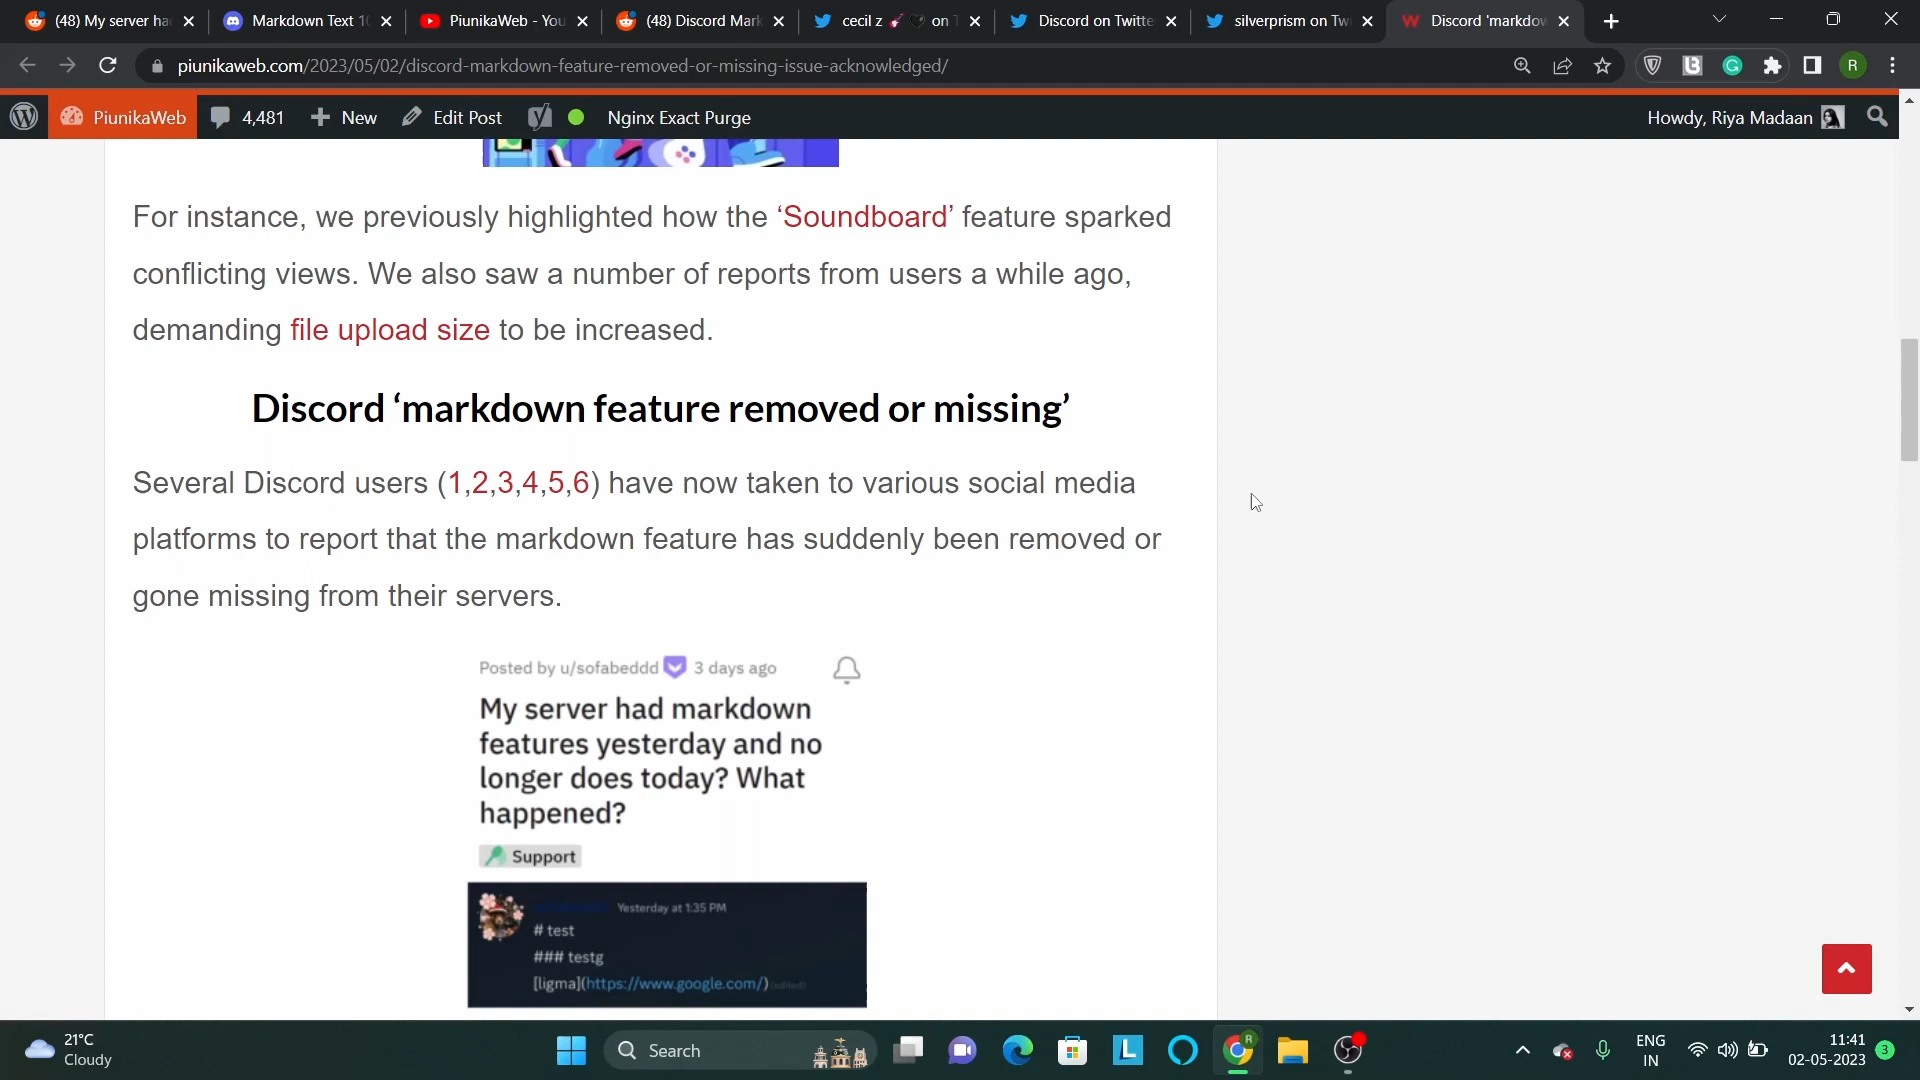 (48) My server ha
Markdown Text 1
PiunikaWeb - You
(48) Discord Mark
cecil z on T
Discord on Twitte
silverprism on Tw
Discord 'markdow
piunikaweb.com/2023/05/02/discord-markdown-feature-removed-or-missing-issue-acknowledged/
R
PiunikaWeb
4,481
New
Edit Post
Nginx Exact Purge
Howdy, Riya Madaan
For instance, we previously highlighted how the ‘Soundboard’ feature sparked
conflicting views. We also saw a number of reports from users a while ago,
demanding file upload size to be increased.
Discord ‘markdown feature removed or missing’
Several Discord users (1,2,3,4,5,6) have now taken to various social media
platforms to report that the markdown feature has suddenly been removed or
gone missing from their servers.
Posted by u/sofabeddd 3 days ago
My server had markdown
features yesterday and no
longer does today? What
happened?
Support
Yesterday at 1:35 PM
# test
### testg
[ligma](https://www.google.com/) (edited)
21°C
Cloudy
Search
L
R
ENG
IN
11:41
02-05-2023
3